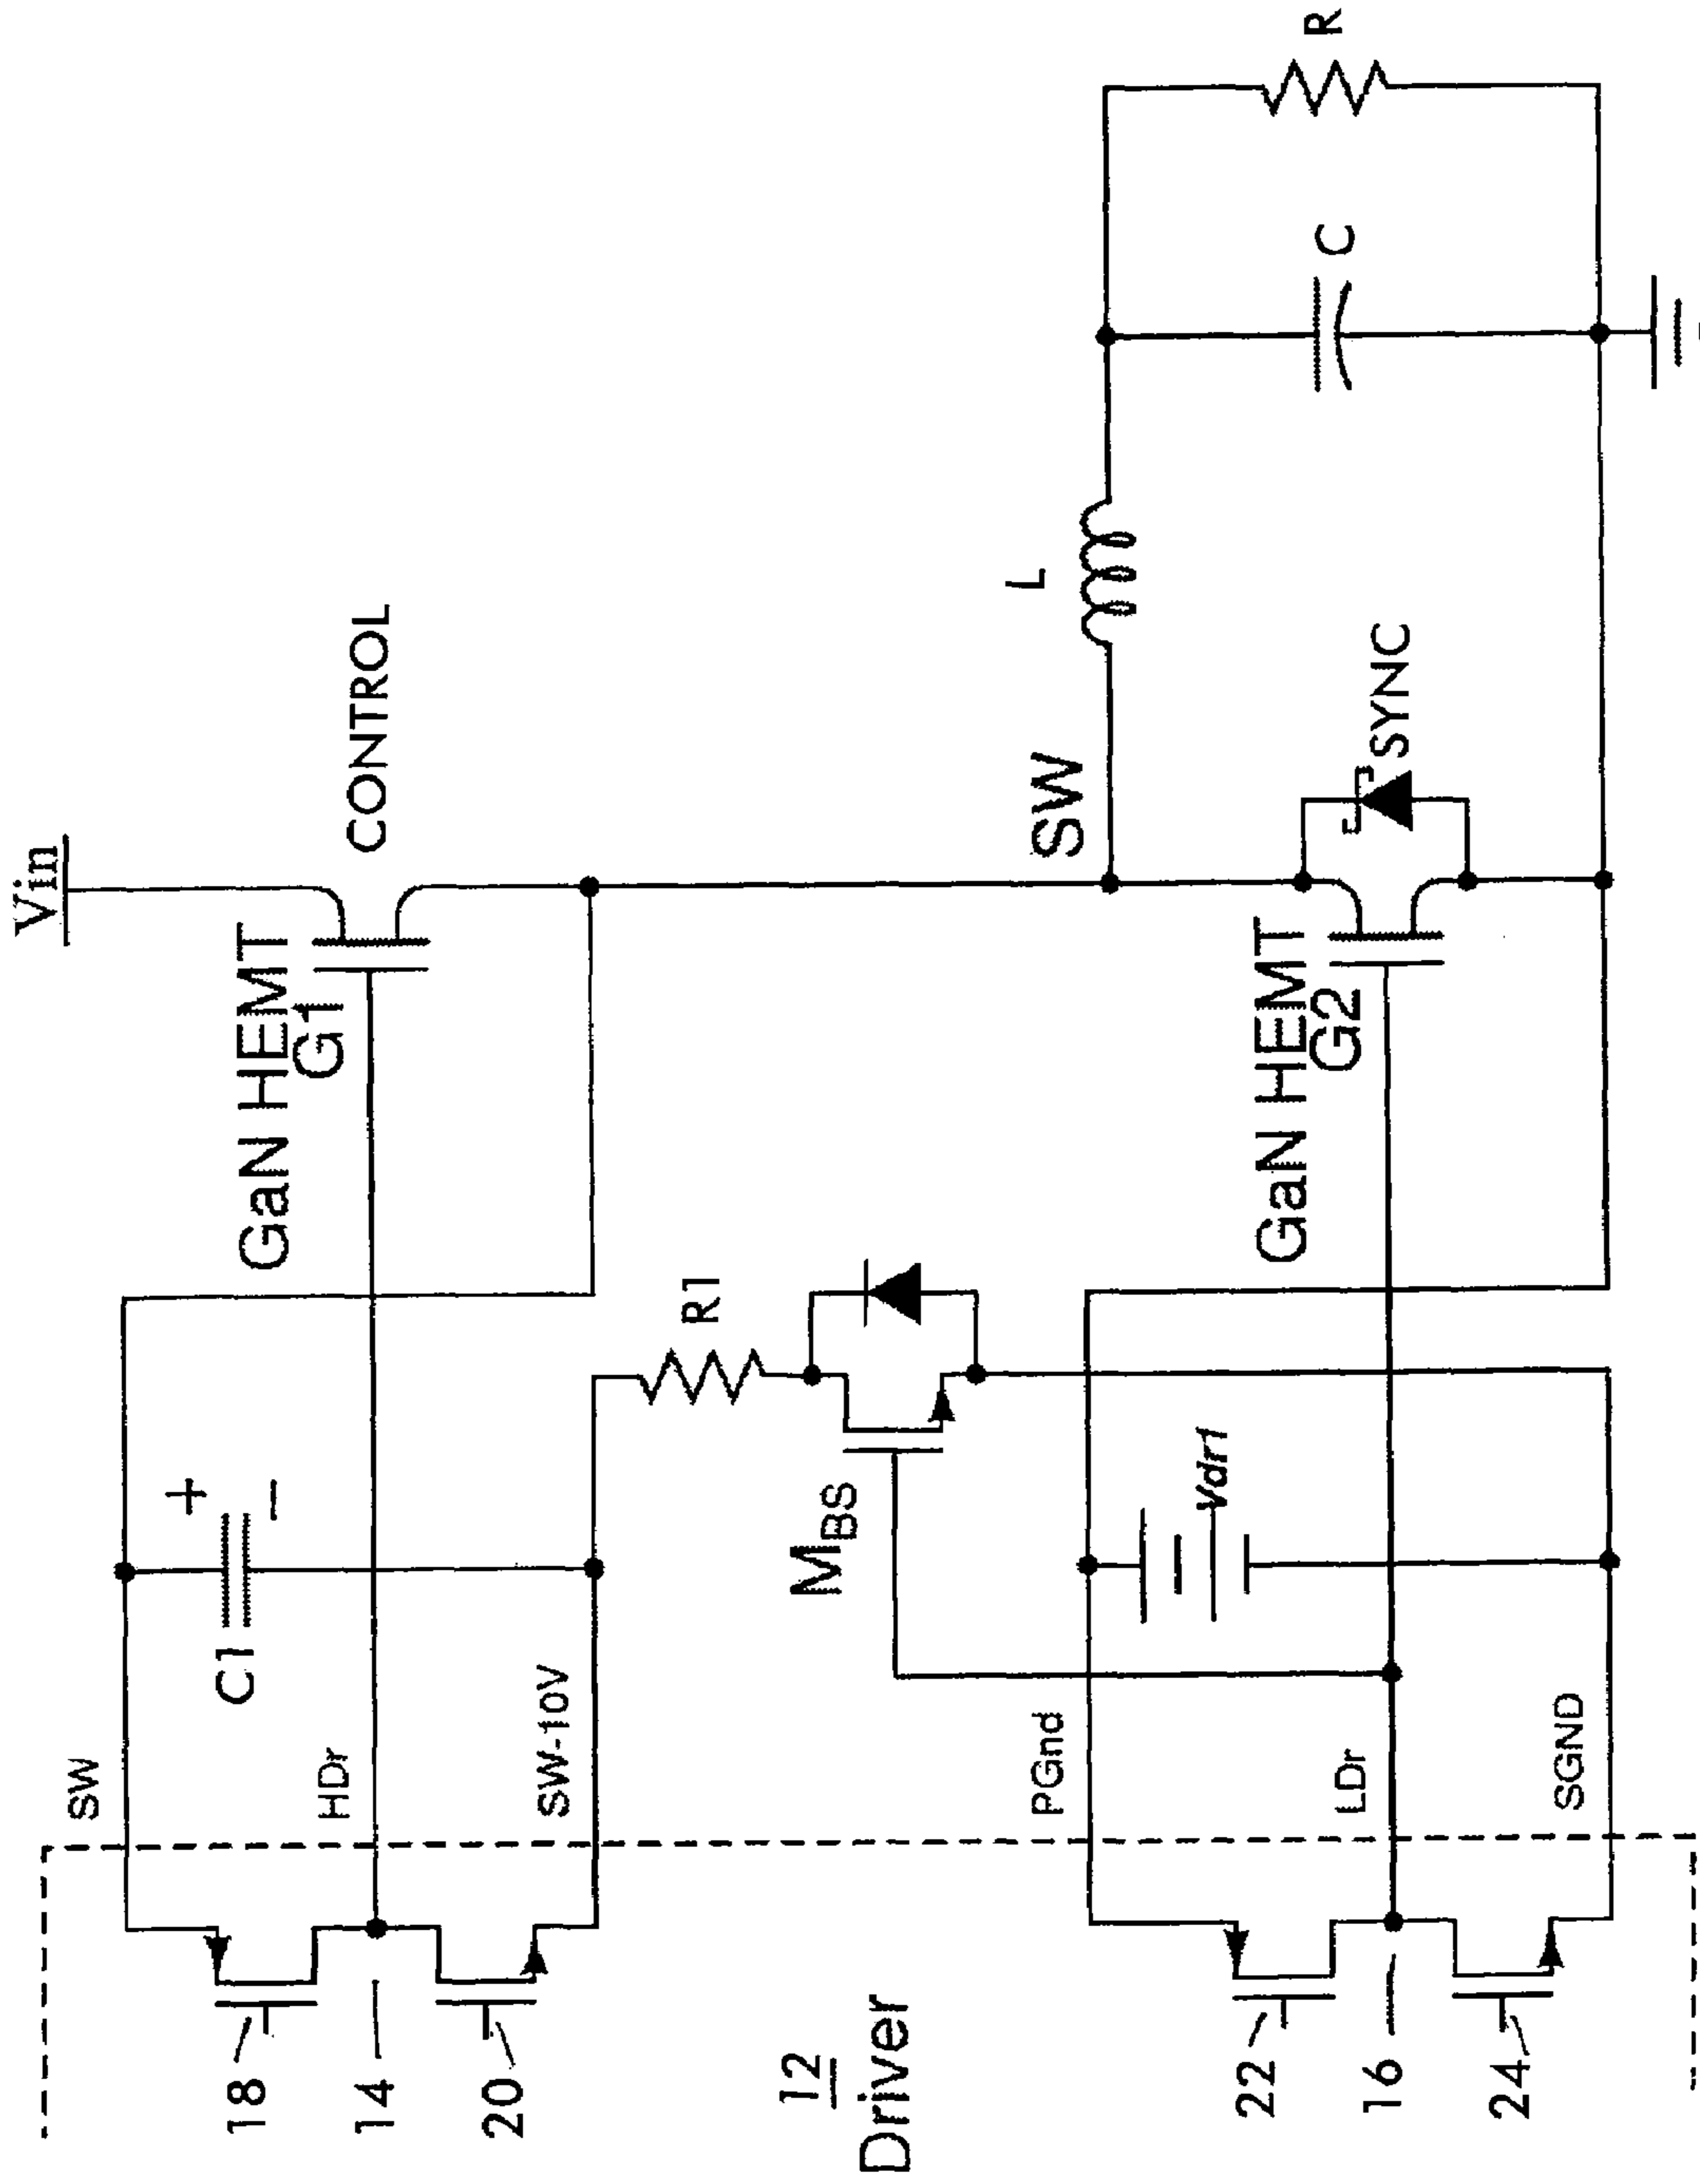 Vin
CONTROL
GaN HEMT
G1
SW
C1
+
−
HDr
SW-10V
R1
18
14
20
12
Driver
M_BS
L
SW
C
R
SYNC
GaN HEMT
G2
Vdr1
PGnd
LDr
SGND
22
16
24